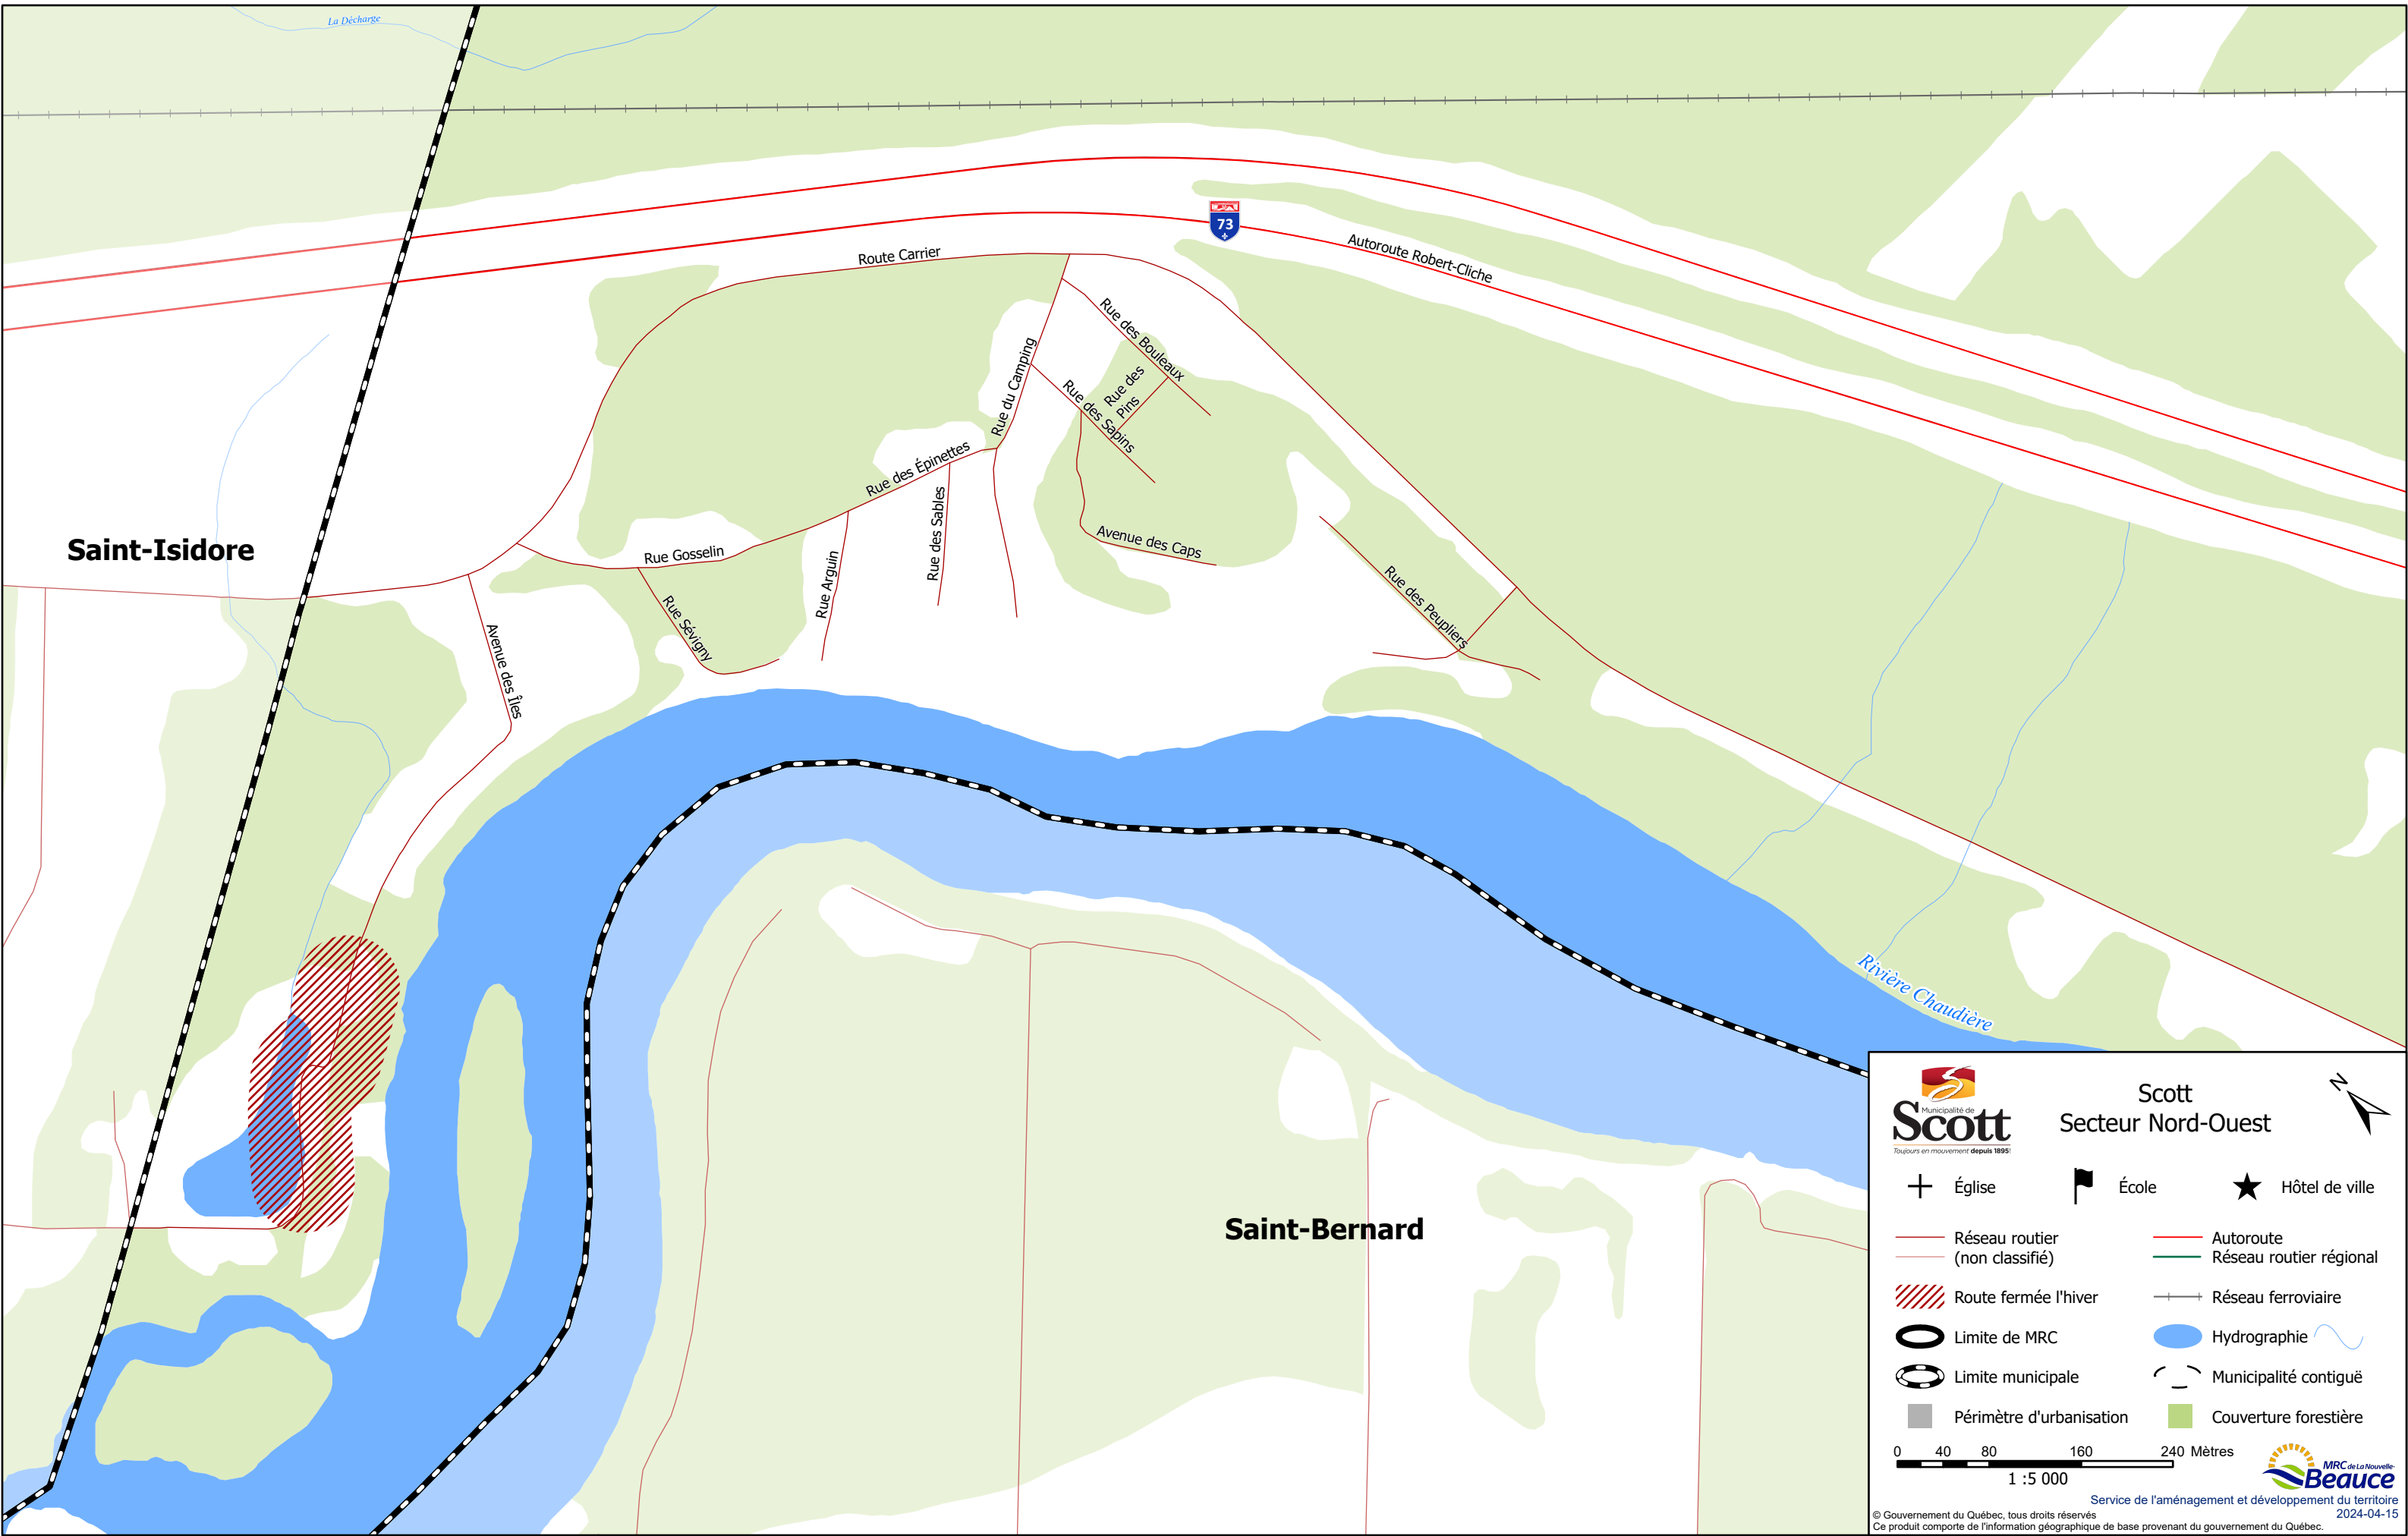 La Décharge
73
Autoroute Robert-Cliche
Route Carrier
Rue des Bouleaux
Rue du Camping
Rue des Sapins
Rue des
Pins
Rue des Épinettes
Rue des Sables
Avenue des Caps
Saint-Isidore
Rue Gosselin
Rue Arguin
Rue Sévigny
Rue des Peupliers
Avenue des Îles
Rivière Chaudière
Saint-Bernard
Municipalité de
Scott
Toujours en mouvement depuis 1895!
Scott
Secteur Nord-Ouest
N
Église
École
Hôtel de ville
Réseau routier
(non classifié)
Autoroute
Réseau routier régional
Route fermée l'hiver
Réseau ferroviaire
Limite de MRC
Hydrographie
Limite municipale
Municipalité contiguë
Périmètre d'urbanisation
Couverture forestière
0 40 80 160 240 Mètres
1 :5 000
MRC de La Nouvelle-
Beauce
Service de l'aménagement et développement du territoire
2024-04-15
© Gouvernement du Québec, tous droits réservés
Ce produit comporte de l'information géographique de base provenant du gouvernement du Québec.